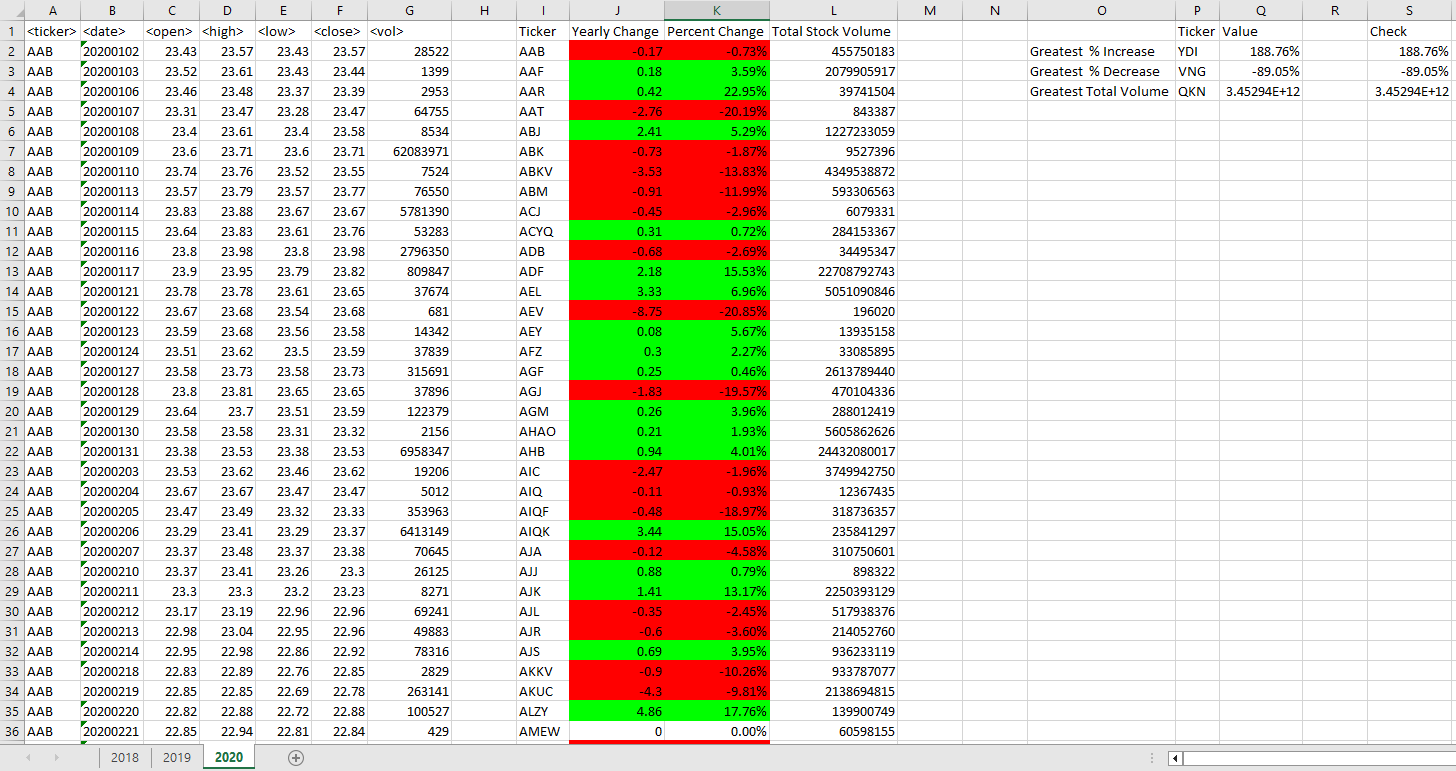 A B C D E F G H I J K L M N O P Q R S
1 <ticker> <date> <open> <high> <low> <close> <vol> Ticker Yearly Change Percent Change Total Stock Volume Ticker Value Check
2 AAB 20200102 23.43 23.57 23.43 23.57 28522 AAB -0.17 -0.73% 455750183 Greatest % Increase YDI 188.76% 188.76%
3 AAB 20200103 23.52 23.61 23.43 23.44 1399 AAF 0.18 3.59% 2079905917 Greatest % Decrease VNG -89.05% -89.05%
4 AAB 20200106 23.46 23.48 23.37 23.39 2953 AAR 0.42 22.95% 39741504 Greatest Total Volume QKN 3.45294E+12 3.45294E+12
5 AAB 20200107 23.31 23.47 23.28 23.47 64755 AAT -2.76 -20.19% 843387
6 AAB 20200108 23.4 23.61 23.4 23.58 8534 ABJ 2.41 5.29% 1227233059
7 AAB 20200109 23.6 23.71 23.6 23.71 62083971 ABK -0.73 -1.87% 9527396
8 AAB 20200110 23.74 23.76 23.52 23.55 7524 ABKV -3.53 -13.83% 4349538872
9 AAB 20200113 23.57 23.79 23.57 23.77 76550 ABM -0.91 -11.99% 593306563
10 AAB 20200114 23.83 23.88 23.67 23.67 5781390 ACJ -0.45 -2.96% 6079331
11 AAB 20200115 23.64 23.83 23.61 23.76 53283 ACYQ 0.31 0.72% 284153367
12 AAB 20200116 23.8 23.98 23.8 23.98 2796350 ADB -0.68 -2.69% 34495347
13 AAB 20200117 23.9 23.95 23.79 23.82 809847 ADF 2.18 15.53% 22708792743
14 AAB 20200121 23.78 23.78 23.61 23.65 37674 AEL 3.33 6.96% 5051090846
15 AAB 20200122 23.67 23.68 23.54 23.68 681 AEV -8.75 -20.85% 196020
16 AAB 20200123 23.59 23.68 23.56 23.58 14342 AEY 0.08 5.67% 13935158
17 AAB 20200124 23.51 23.62 23.5 23.59 37839 AFZ 0.3 2.27% 33085895
18 AAB 20200127 23.58 23.73 23.58 23.73 315691 AGF 0.25 0.46% 2613789440
19 AAB 20200128 23.8 23.81 23.65 23.65 37896 AGJ -1.83 -19.57% 470104336
20 AAB 20200129 23.64 23.7 23.51 23.59 122379 AGM 0.26 3.96% 288012419
21 AAB 20200130 23.58 23.58 23.31 23.32 2156 AHAO 0.21 1.93% 5605862626
22 AAB 20200131 23.38 23.53 23.38 23.53 6958347 AHB 0.94 4.01% 24432080017
23 AAB 20200203 23.53 23.62 23.46 23.62 19206 AIC -2.47 -1.96% 3749942750
24 AAB 20200204 23.67 23.67 23.47 23.47 5012 AIQ -0.11 -0.93% 12367435
25 AAB 20200205 23.47 23.49 23.32 23.33 353963 AIQF -0.48 -18.97% 318736357
26 AAB 20200206 23.29 23.41 23.29 23.37 6413149 AIQK 3.44 15.05% 235841297
27 AAB 20200207 23.37 23.48 23.37 23.38 70645 AJA -0.12 -4.58% 310750601
28 AAB 20200210 23.37 23.41 23.26 23.3 26125 AJJ 0.88 0.79% 898322
29 AAB 20200211 23.3 23.3 23.2 23.23 8271 AJK 1.41 13.17% 2250393129
30 AAB 20200212 23.17 23.19 22.96 22.96 69241 AJL -0.35 -2.45% 517938376
31 AAB 20200213 22.98 23.04 22.95 22.96 49883 AJR -0.6 -3.60% 214052760
32 AAB 20200214 22.95 22.98 22.86 22.92 78316 AJS 0.69 3.95% 936233119
33 AAB 20200218 22.83 22.89 22.76 22.85 2829 AKKV -0.9 -10.26% 933787077
34 AAB 20200219 22.85 22.85 22.69 22.78 263141 AKUC -4.3 -9.81% 2138694815
35 AAB 20200220 22.82 22.88 22.72 22.88 100527 ALZY 4.86 17.76% 139900749
36 AAB 20200221 22.85 22.94 22.81 22.84 429 AMEW 0 0.00% 60598155
2018 2019 2020